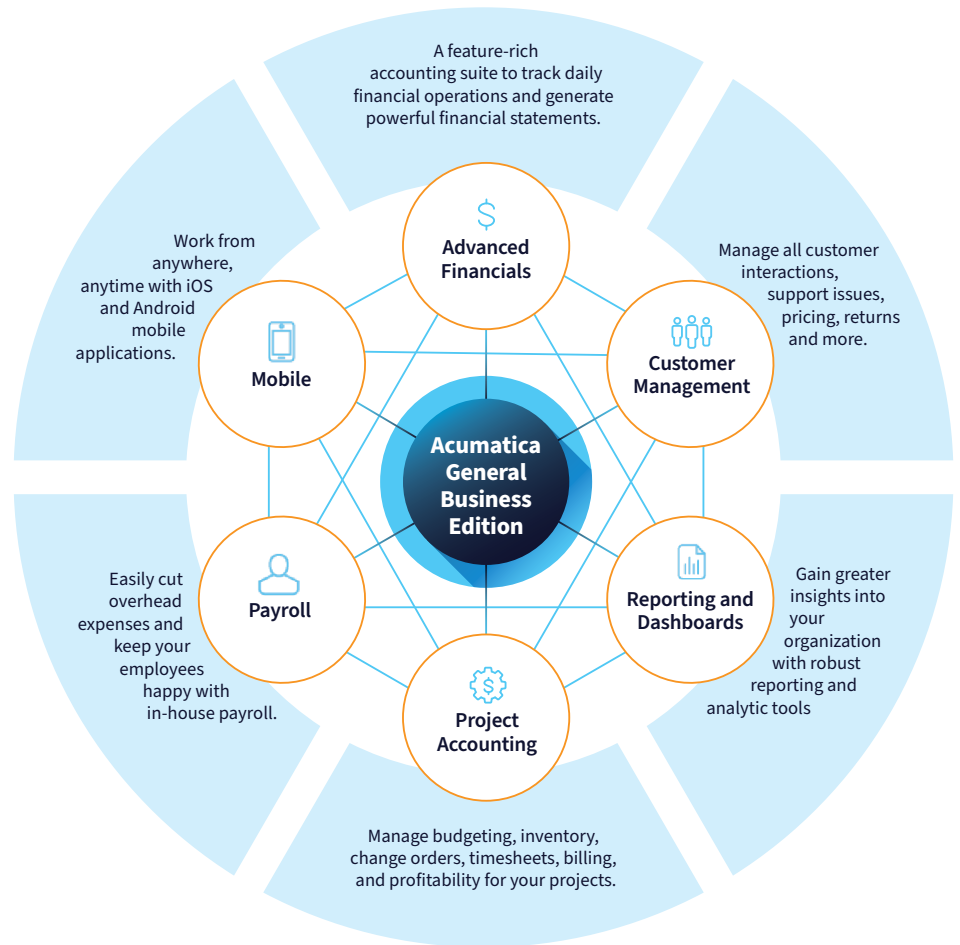 A feature-rich
accounting suite to track daily
financial operations and generate
powerful financial statements.
Advanced
Financials
Manage all customer
interactions,
support issues,
pricing, returns
and more.
Customer
Management
Gain greater
insights into
your
organization
with robust
reporting and
analytic tools
Reporting and
Dashboards
Manage budgeting, inventory,
change orders, timesheets, billing,
and profitability for your projects.
Project
Accounting
Easily cut
overhead
expenses and
keep your
employees
happy with
in-house payroll.
Payroll
Work from
anywhere,
anytime with iOS
and Android
mobile
applications.
Mobile
Acumatica
General
Business
Edition